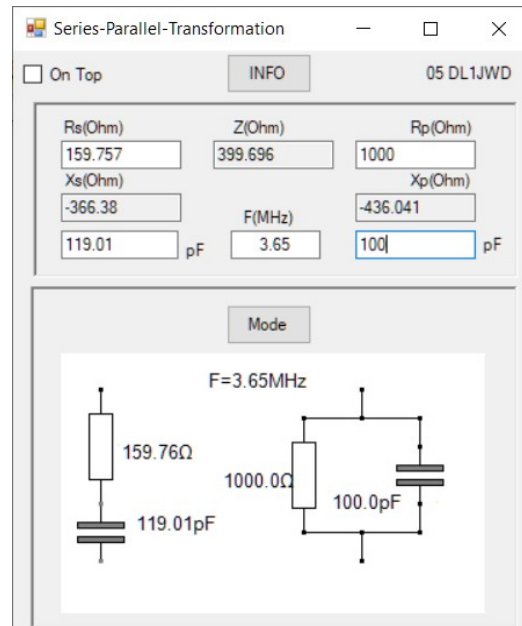 Series-Parallel-Transformation
On Top INFO 05 DL1JWD
Rs(Ohm) Z(Ohm) Rp(Ohm)
159.757 399.696 1000
Xs(Ohm) Xp(Ohm)
-366.38 F(MHz) -436.041
119.01 pF 3.65 100 pF
Mode
F=3.65MHz
159.76Ω
1000.0Ω
100.0pF
119.01pF